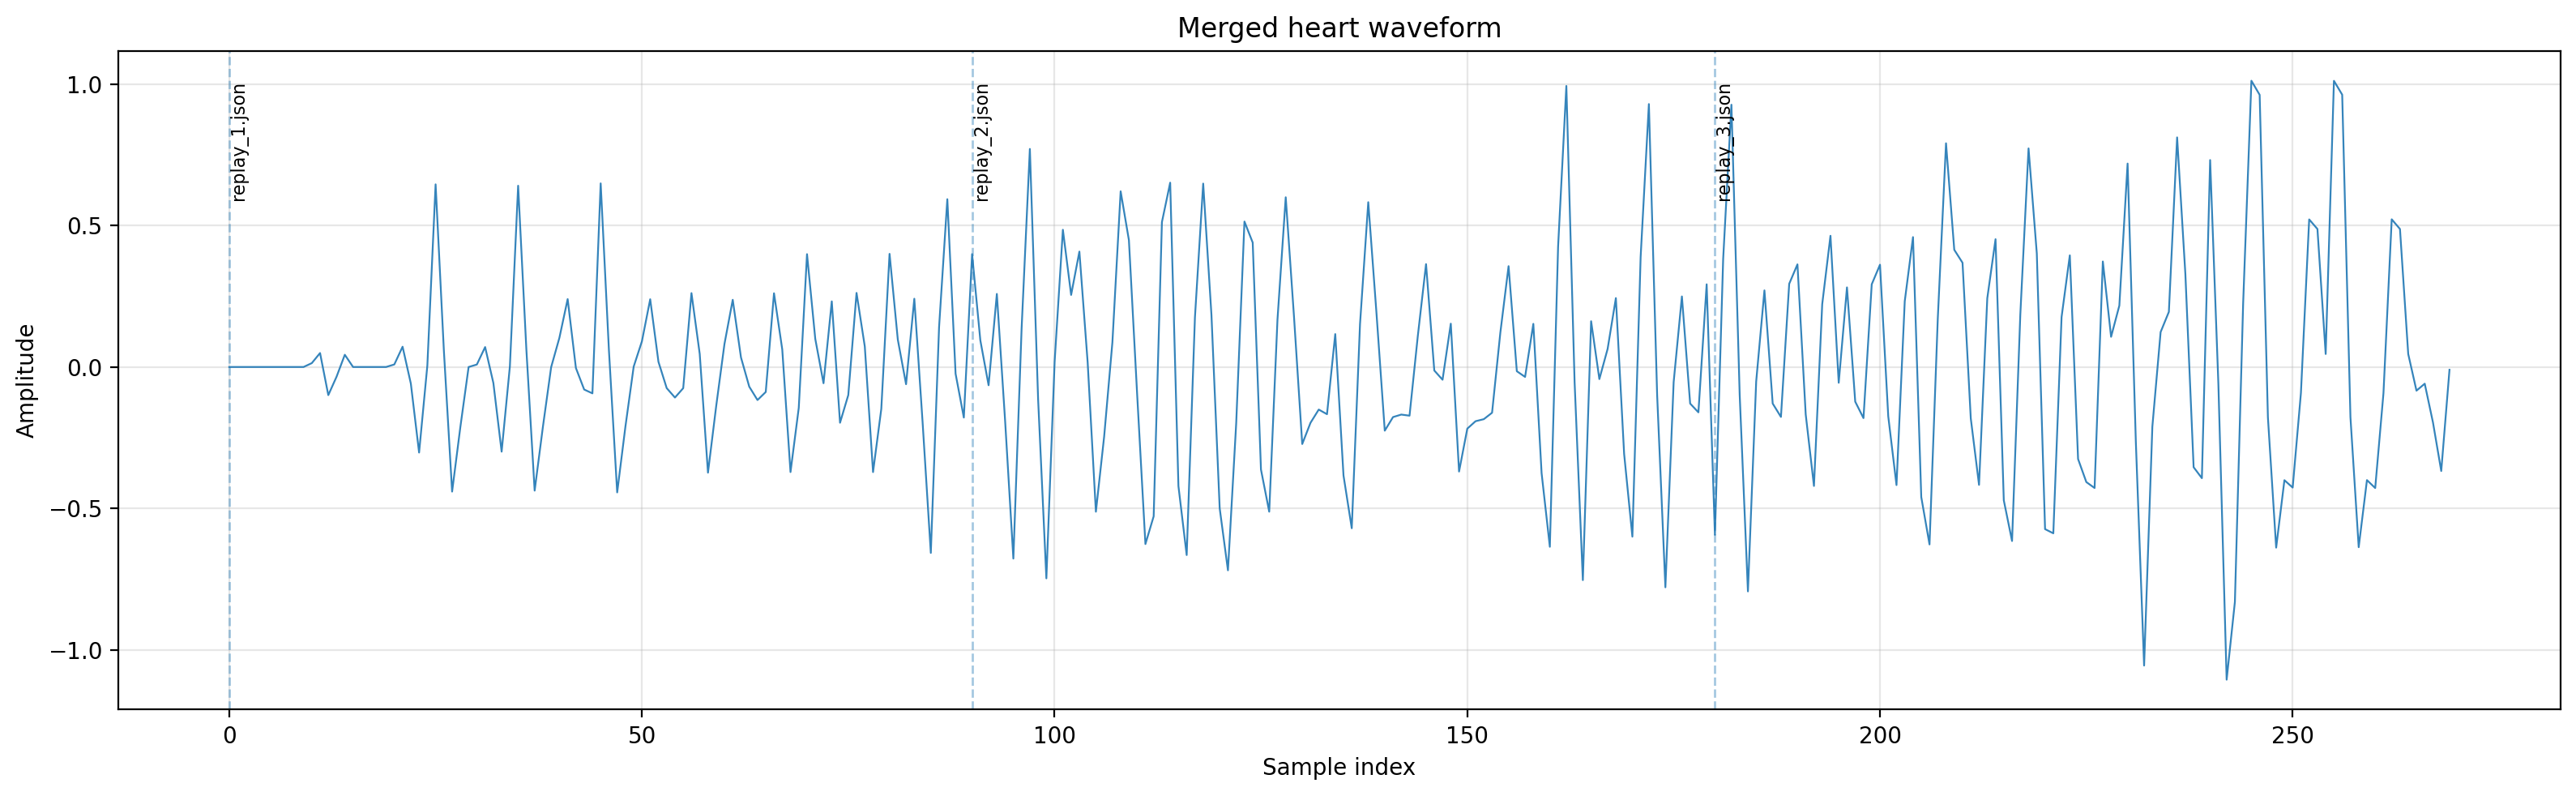 Merged heart waveform
Amplitude
1.0
0.5
0.0
−0.5
−1.0
replay_1.json
replay_2.json
replay_3.json
0
50
100
150
200
250
Sample index